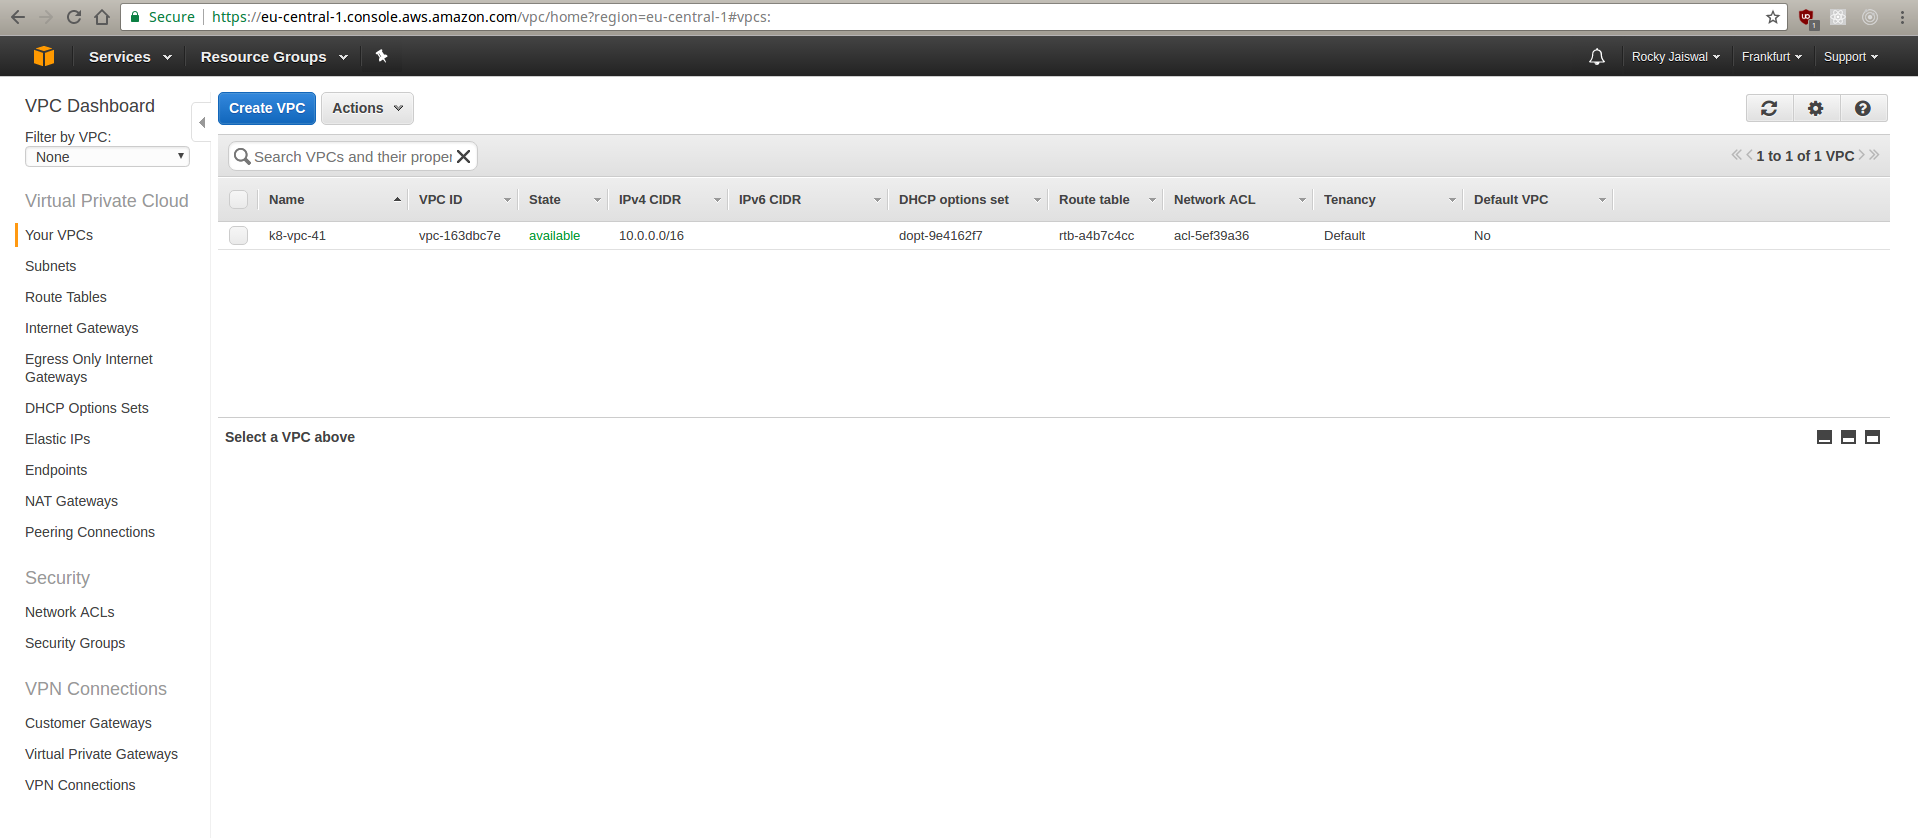 Secure https://eu-central-1.console.aws.amazon.com/vpc/home?region=eu-central-1#vpcs:
1
Services Resource Groups Rocky Jaiswal Frankfurt Support
VPC Dashboard
Filter by VPC:
None
Virtual Private Cloud
Your VPCs
Subnets
Route Tables
Internet Gateways
Egress Only Internet
Gateways
DHCP Options Sets
Elastic IPs
Endpoints
NAT Gateways
Peering Connections
Security
Network ACLs
Security Groups
VPN Connections
Customer Gateways
Virtual Private Gateways
VPN Connections
Create VPC Actions
Search VPCs and their proper
1 to 1 of 1 VPC
Name VPC ID State IPv4 CIDR IPv6 CIDR DHCP options set Route table Network ACL Tenancy Default VPC
k8-vpc-41 vpc-163dbc7e available 10.0.0.0/16 dopt-9e4162f7 rtb-a4b7c4cc acl-5ef39a36 Default No
Select a VPC above